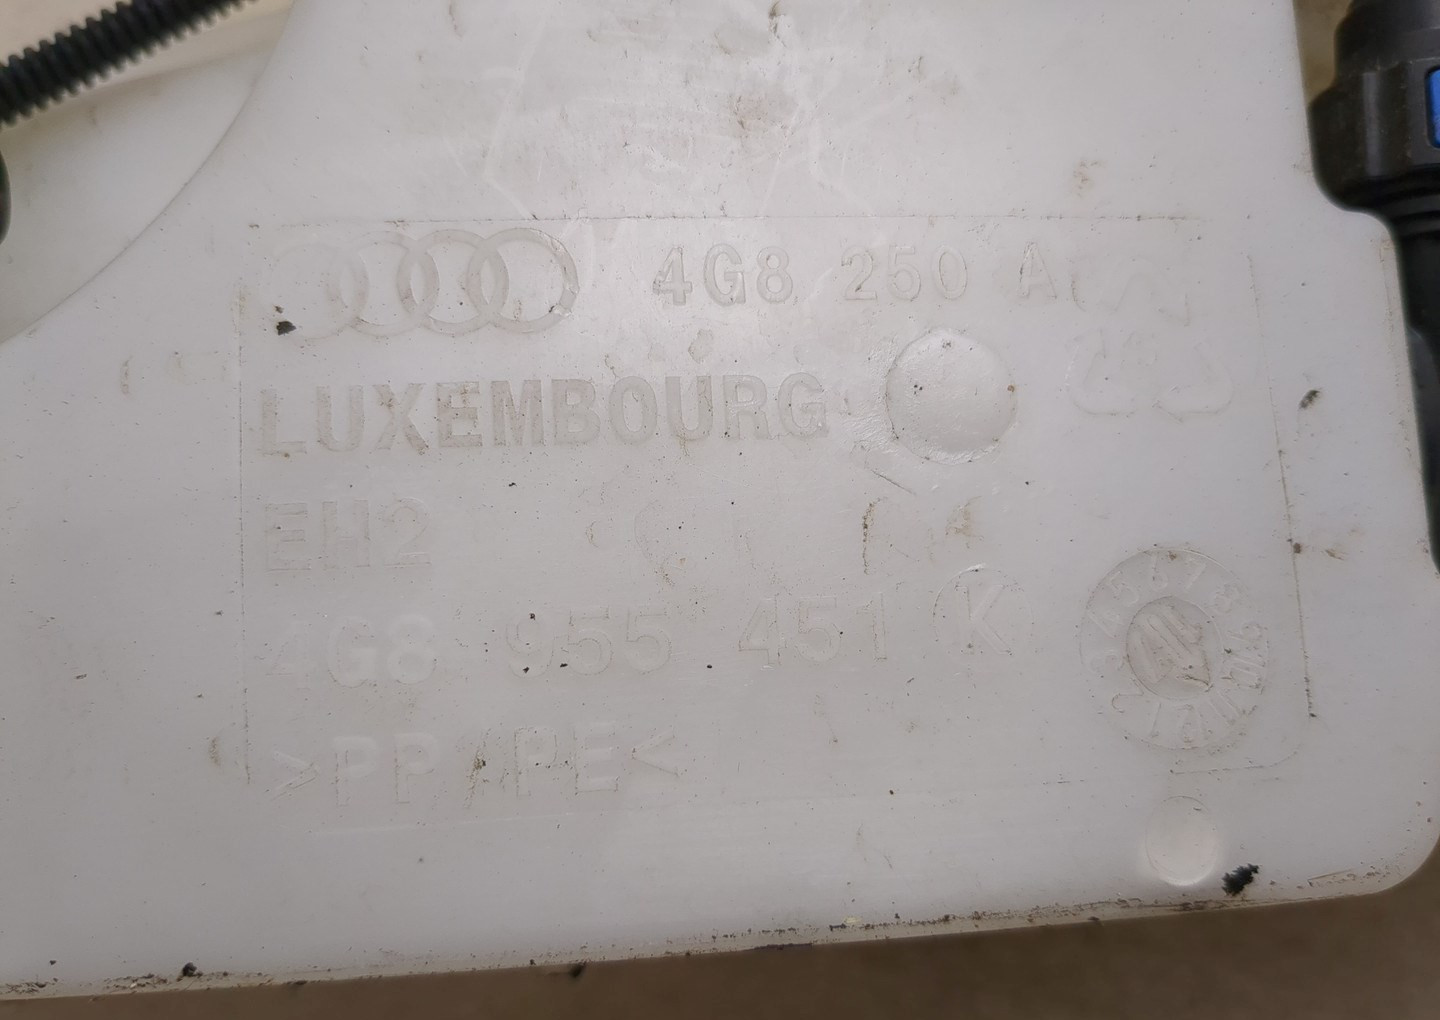 4G8 250 A
LUXEMBOURG
EH2
4G8 955 451 K
>PP/PE<